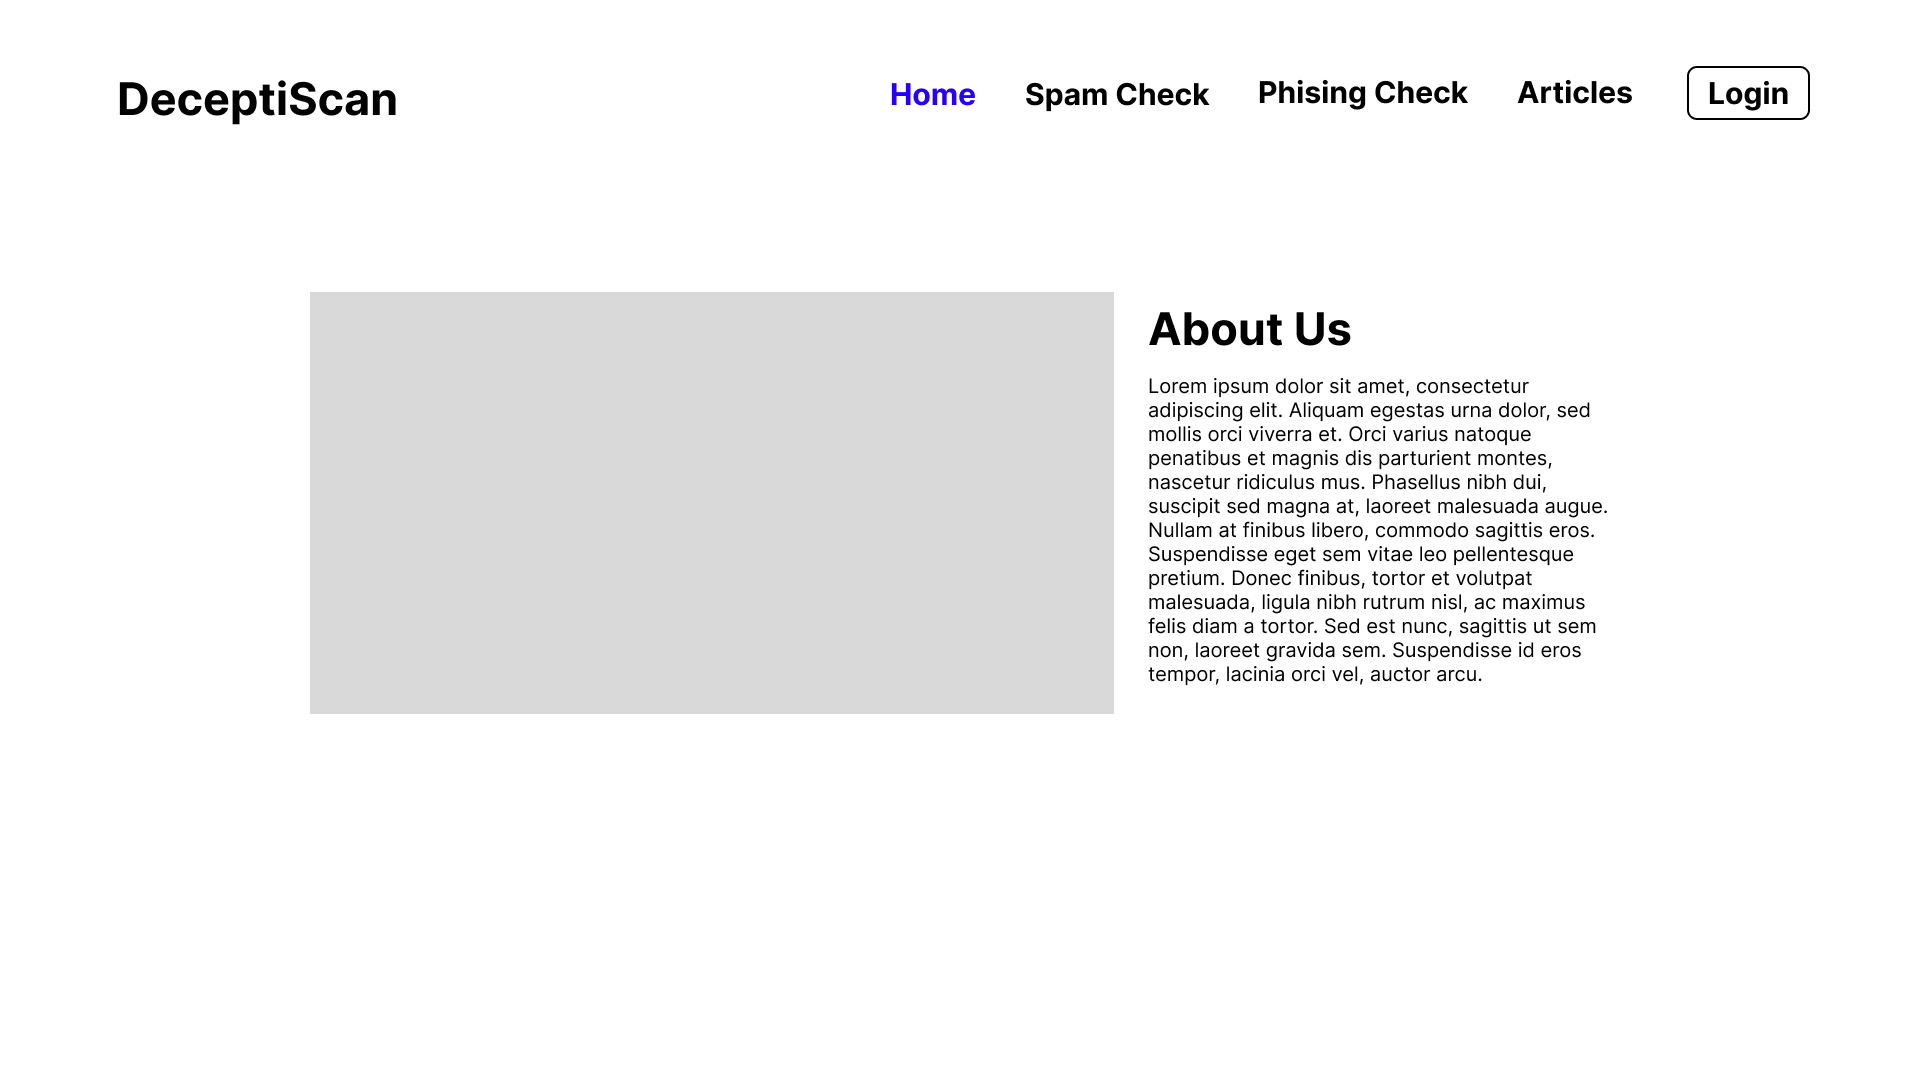 DeceptiScan
Home
Spam Check
Phising Check
Articles
Login
About Us
Lorem ipsum dolor sit amet, consectetur
adipiscing elit. Aliquam egestas urna dolor, sed
mollis orci viverra et. Orci varius natoque
penatibus et magnis dis parturient montes,
nascetur ridiculus mus. Phasellus nibh dui,
suscipit sed magna at, laoreet malesuada augue.
Nullam at finibus libero, commodo sagittis eros.
Suspendisse eget sem vitae leo pellentesque
pretium. Donec finibus, tortor et volutpat
malesuada, ligula nibh rutrum nisl, ac maximus
felis diam a tortor. Sed est nunc, sagittis ut sem
non, laoreet gravida sem. Suspendisse id eros
tempor, lacinia orci vel, auctor arcu.